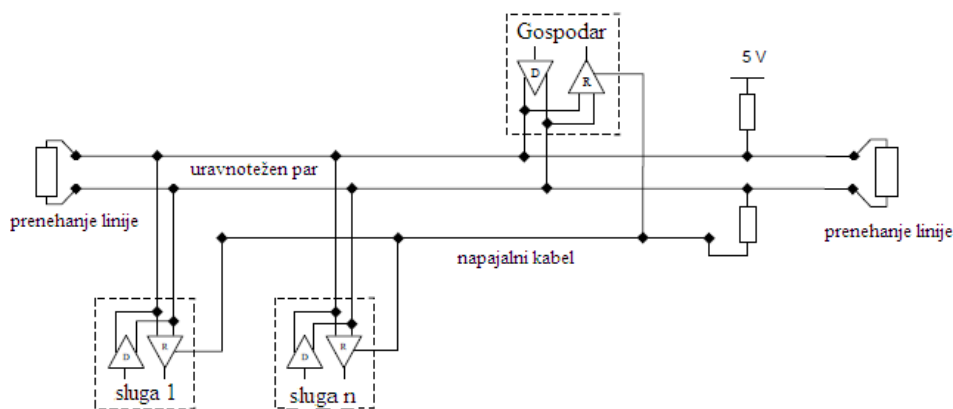 Gospodar
D
R
5 V
uravnotežen par
prenehanje linije
prenehanje linije
napajalni kabel
D
R
sluga 1
D
R
sluga n